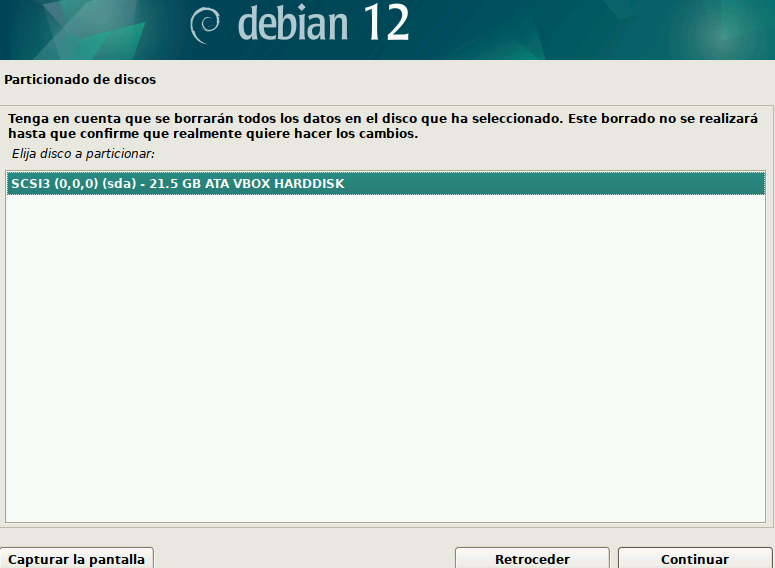 debian 12
Particionado de discos
Tenga en cuenta que se borrarán todos los datos en el disco que ha seleccionado. Este borrado no se realizará
hasta que confirme que realmente quiere hacer los cambios.
Elija disco a particionar:
SCSI3 (0,0,0) (sda) - 21.5 GB ATA VBOX HARDDISK
Capturar la pantalla
Retroceder
Continuar